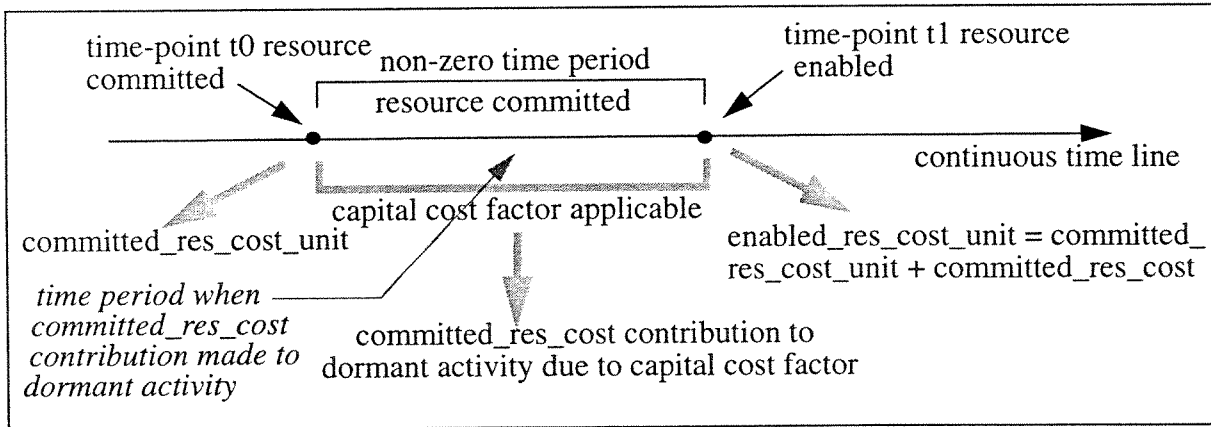 time-point t0 resource
committed
non-zero time period
resource committed
time-point t1 resource
enabled
continuous time line
capital cost factor applicable
committed_res_cost_unit
enabled_res_cost_unit = committed_
res_cost_unit + committed_res_cost
time period when
committed_res_cost
contribution made to
dormant activity
committed_res_cost contribution to
dormant activity due to capital cost factor